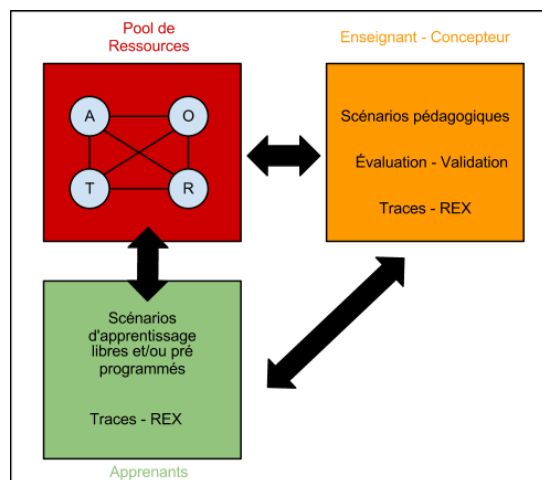 Pool de
Ressources
Enseignant - Concepteur
A
O
T
R
Scénarios pédagogiques
Évaluation - Validation
Traces - REX
Scénarios
d'apprentissage
libres et/ou pré
programmés
Traces - REX
Apprenants